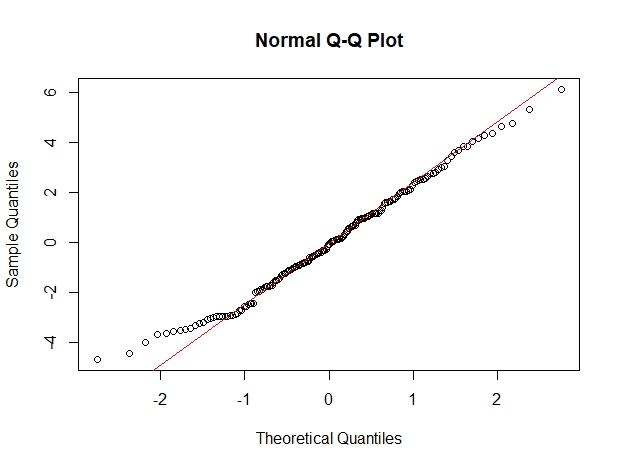 Normal Q-Q Plot
6
4
2
0
-2
-4
Sample Quantiles
-2 -1 0 1 2
Theoretical Quantiles